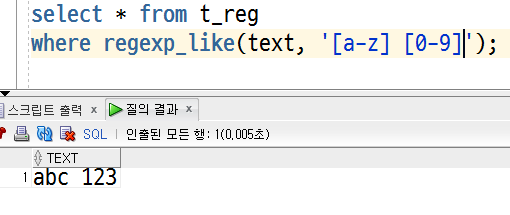 select * from t_reg
where regexp_like(text, '[a-z] [0-9]');
스크립트 출력 × 질의 결과 ×
SQL | 인출된 모든 행: 1(0,005초)
TEXT
1 abc 123